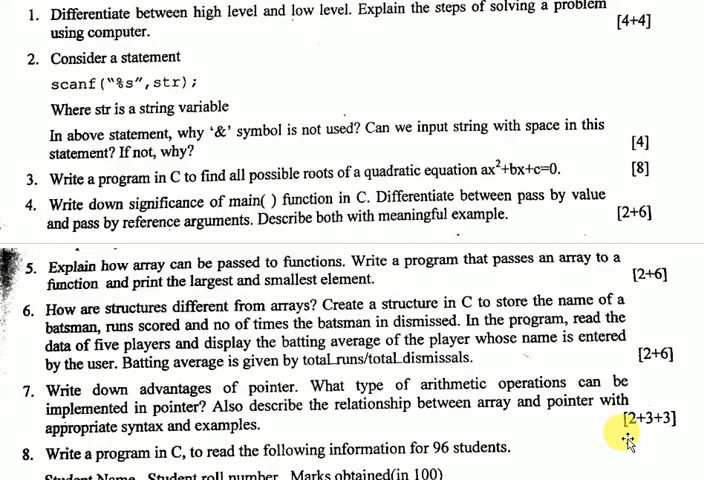 1. Differentiate between high level and low level. Explain the steps of solving a problem
using computer. [4+4]
2. Consider a statement
scanf("%s",str);
Where str is a string variable
In above statement, why '&' symbol is not used? Can we input string with space in this
statement? If not, why? [4]
3. Write a program in C to find all possible roots of a quadratic equation ax²+bx+c=0. [8]
4. Write down significance of main( ) function in C. Differentiate between pass by value
and pass by reference arguments. Describe both with meaningful example. [2+6]
5. Explain how array can be passed to functions. Write a program that passes an array to a
function and print the largest and smallest element. [2+6]
6. How are structures different from arrays? Create a structure in C to store the name of a
batsman, runs scored and no of times the batsman in dismissed. In the program, read the
data of five players and display the batting average of the player whose name is entered
by the user. Batting average is given by total_runs/total_dismissals. [2+6]
7. Write down advantages of pointer. What type of arithmetic operations can be
implemented in pointer? Also describe the relationship between array and pointer with
appropriate syntax and examples. [2+3+3]
8. Write a program in C, to read the following information for 96 students.
Student Name Student roll number Marks obtained(in 100)